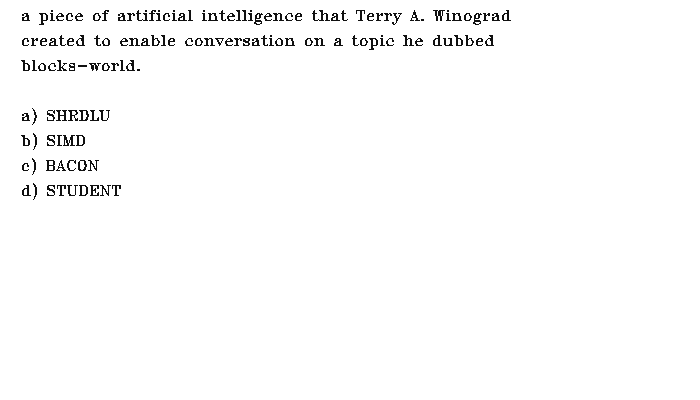 a piece of artificial intelligence that Terry A. Winograd
created to enable conversation on a topic he dubbed
blocks-world.
a) SHRDLU
b) SIMD
c) BACON
d) STUDENT